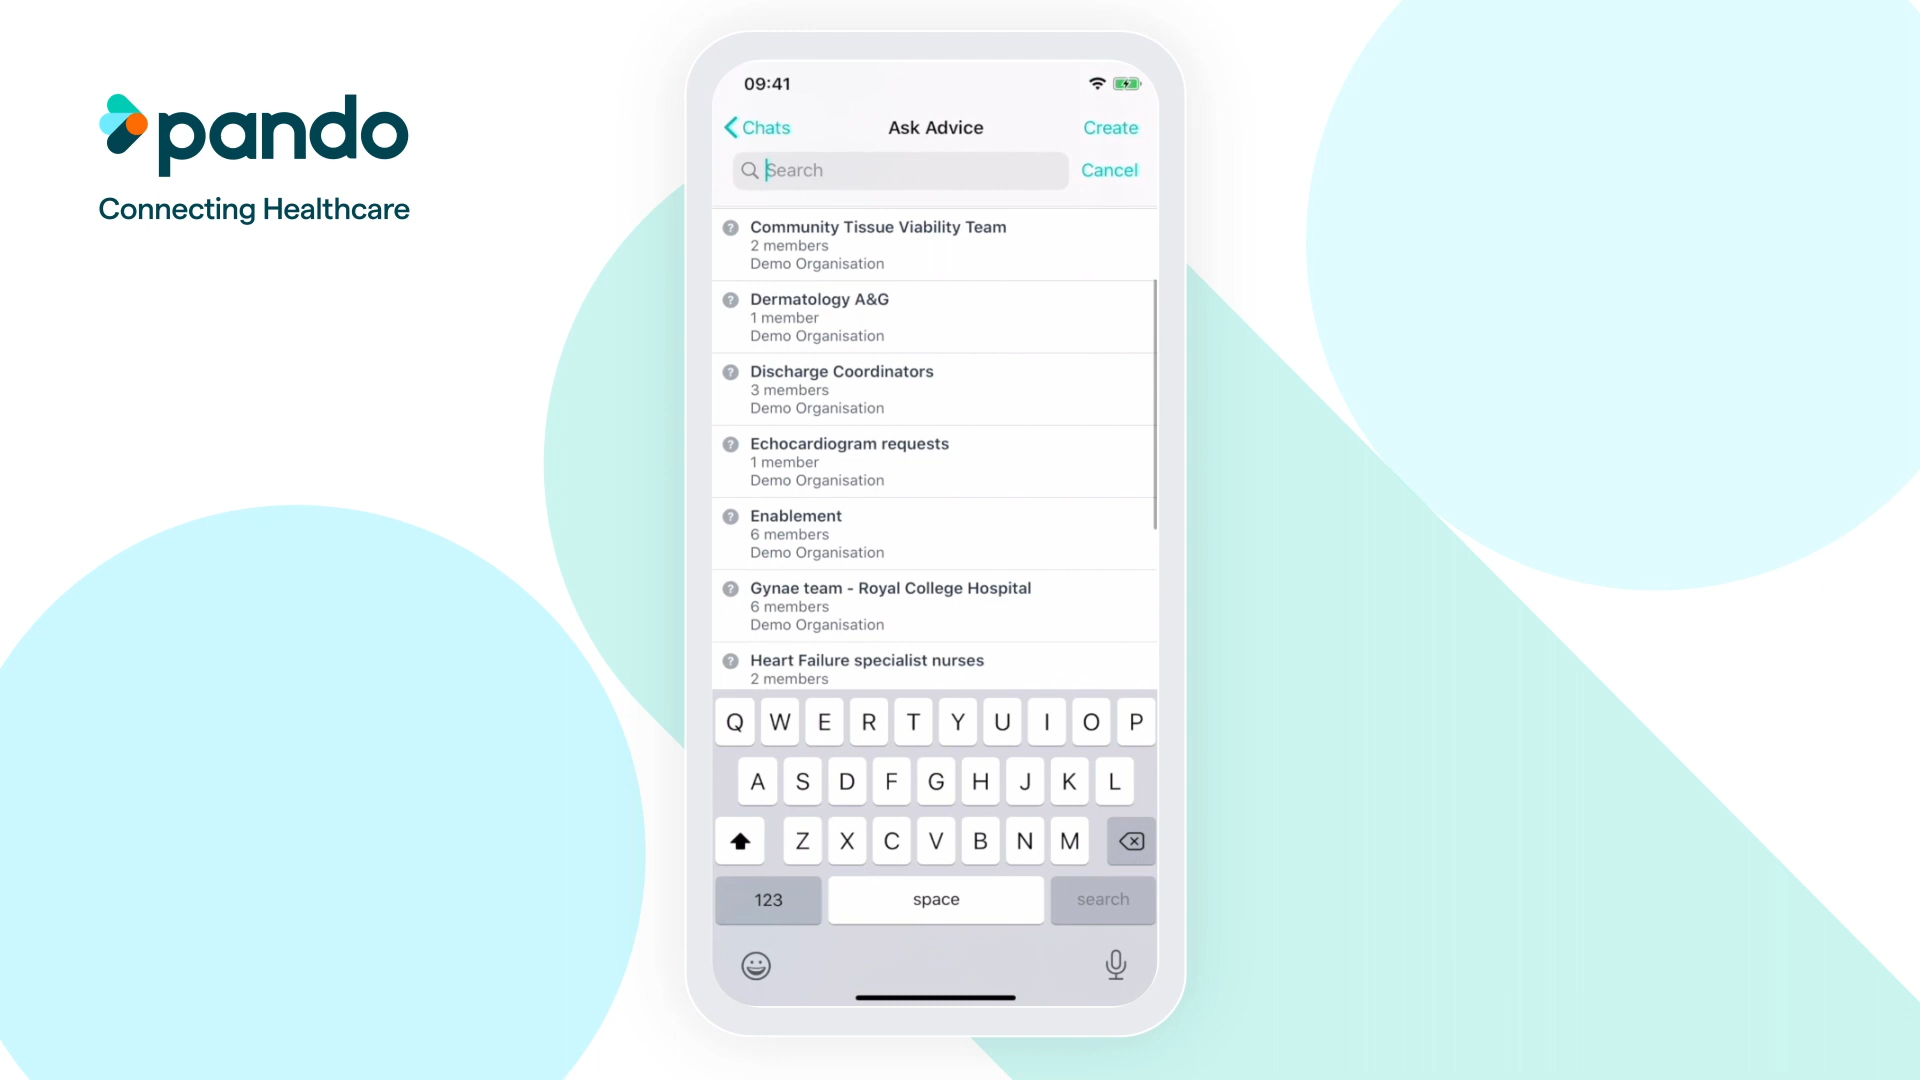 pando
Connecting Healthcare
09:41
Chats
Ask Advice
Create
Search
Cancel
Community Tissue Viability Team
2 members
Demo Organisation
Dermatology A&G
1 member
Demo Organisation
Discharge Coordinators
3 members
Demo Organisation
Echocardiogram requests
1 member
Demo Organisation
Enablement
6 members
Demo Organisation
Gynae team - Royal College Hospital
6 members
Demo Organisation
Heart Failure specialist nurses
2 members
Q W E R T Y U I O P
A S D F G H J K L
Z X C V B N M
123 space search